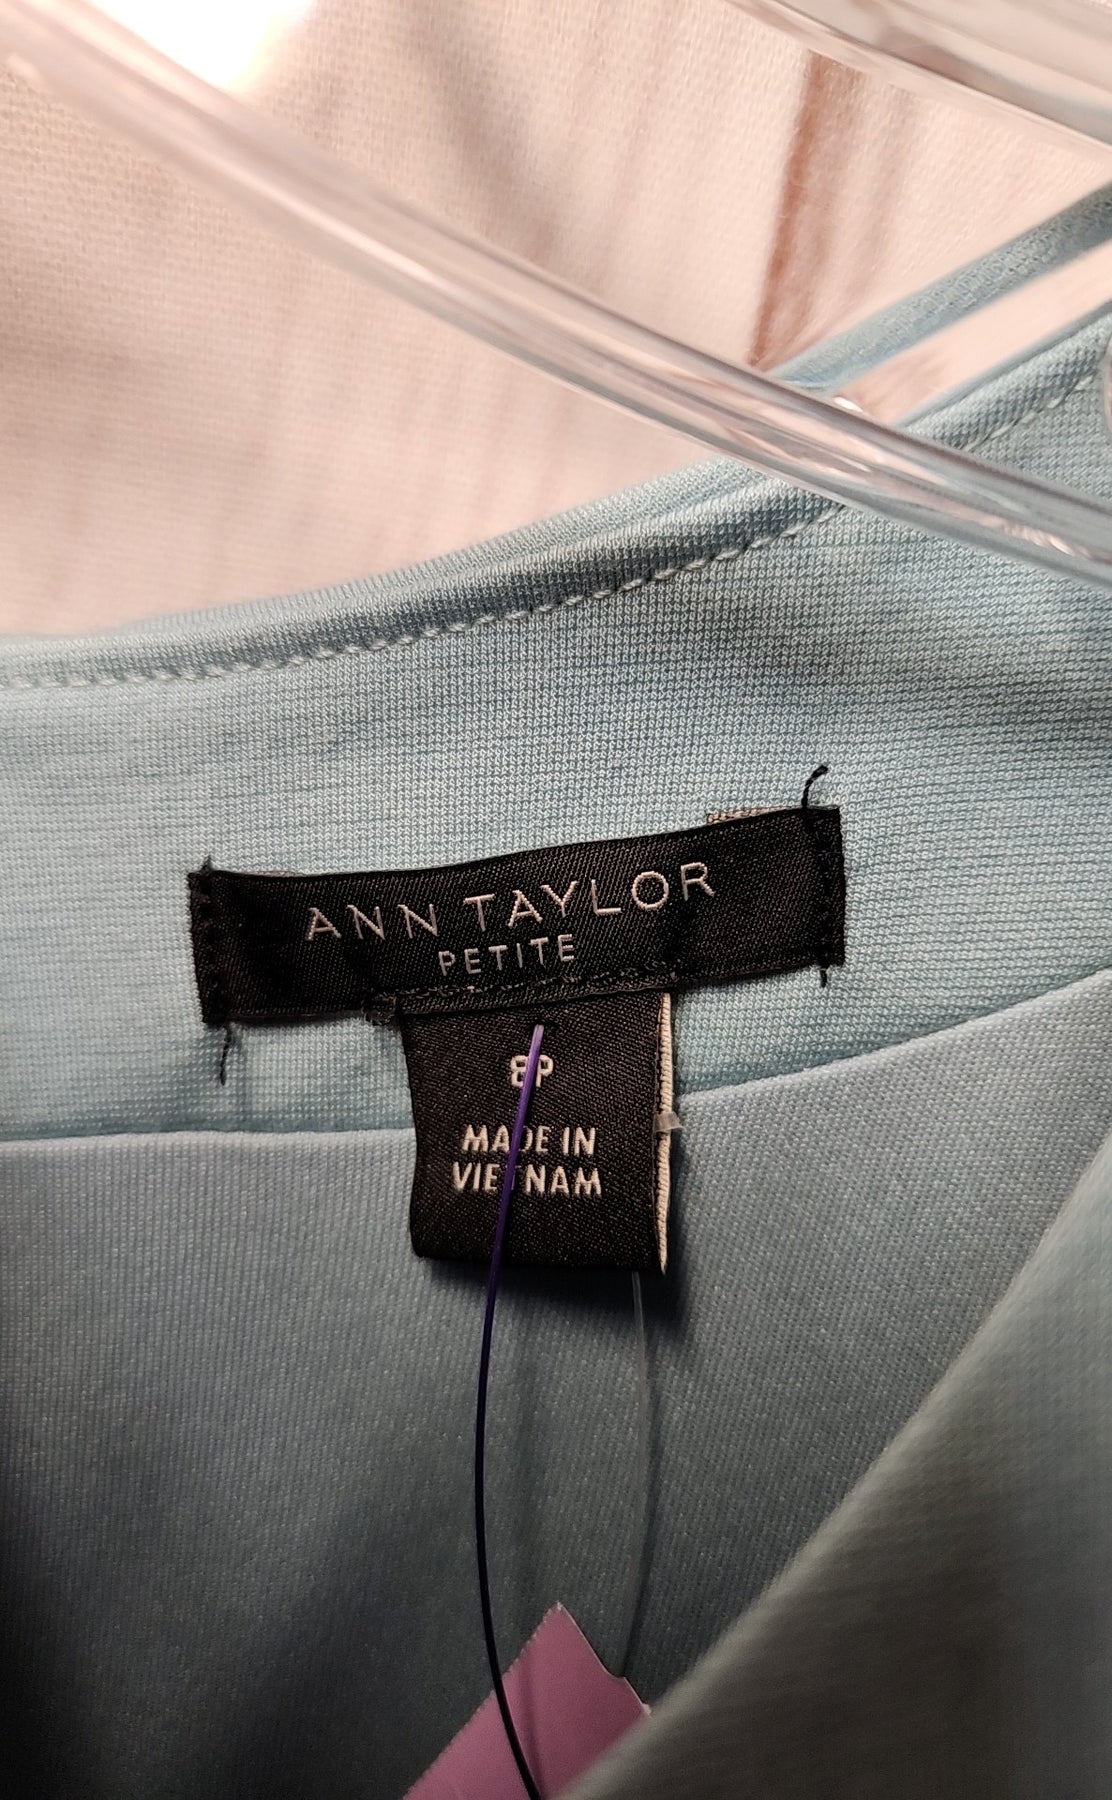 ANN TAYLOR
PETITE
8P
MADE IN
VIETNAM